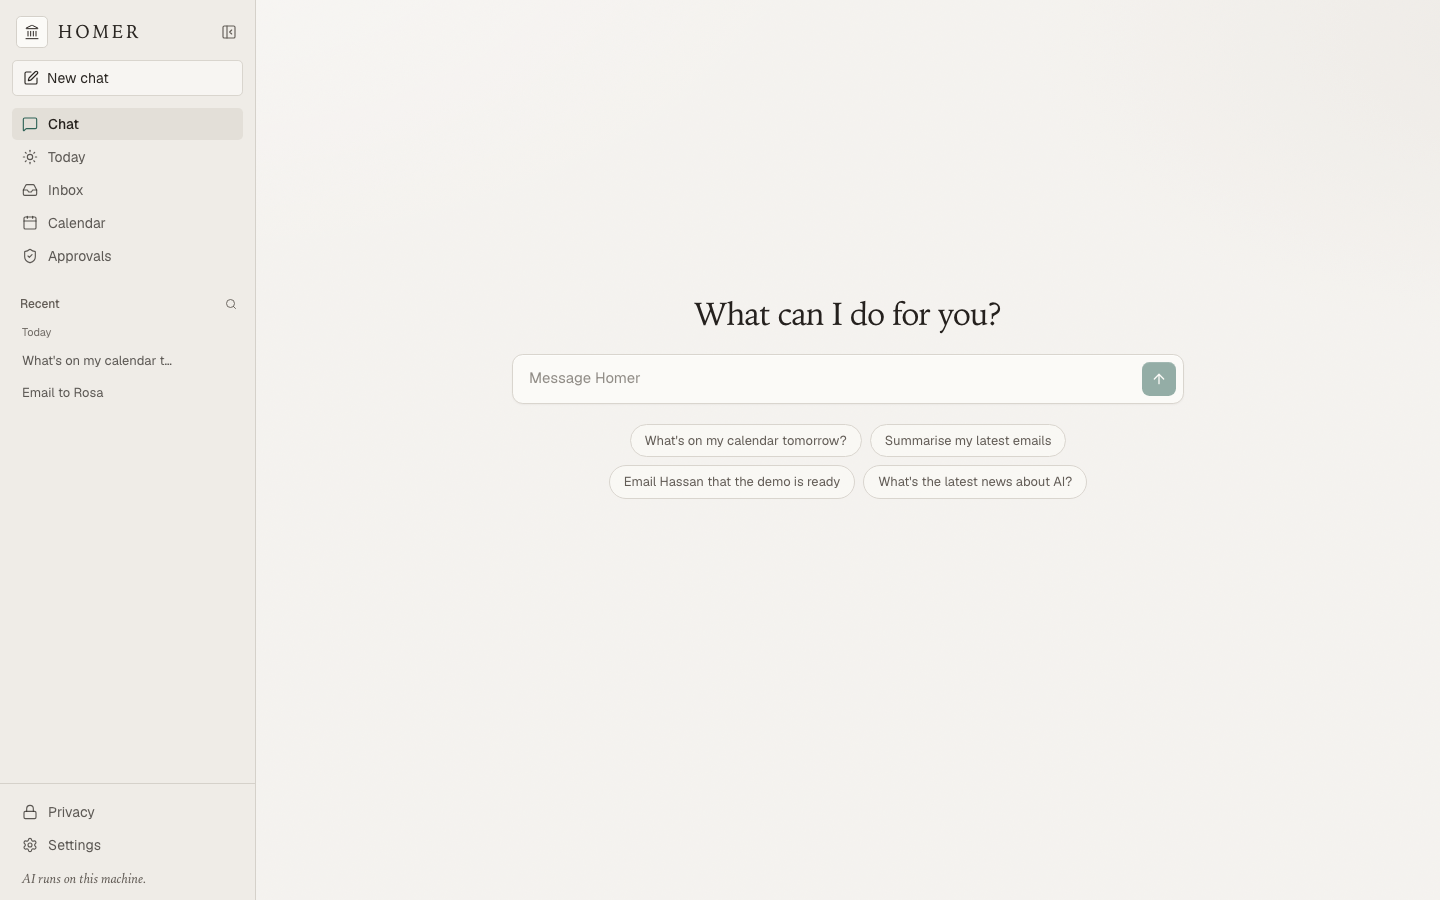 HOMER
New chat
Chat
Today
Inbox
Calendar
Approvals
Recent
Today
What's on my calendar t...
Email to Rosa
Privacy
Settings
AI runs on this machine.
What can I do for you?
Message Homer
What's on my calendar tomorrow?
Summarise my latest emails
Email Hassan that the demo is ready
What's the latest news about AI?